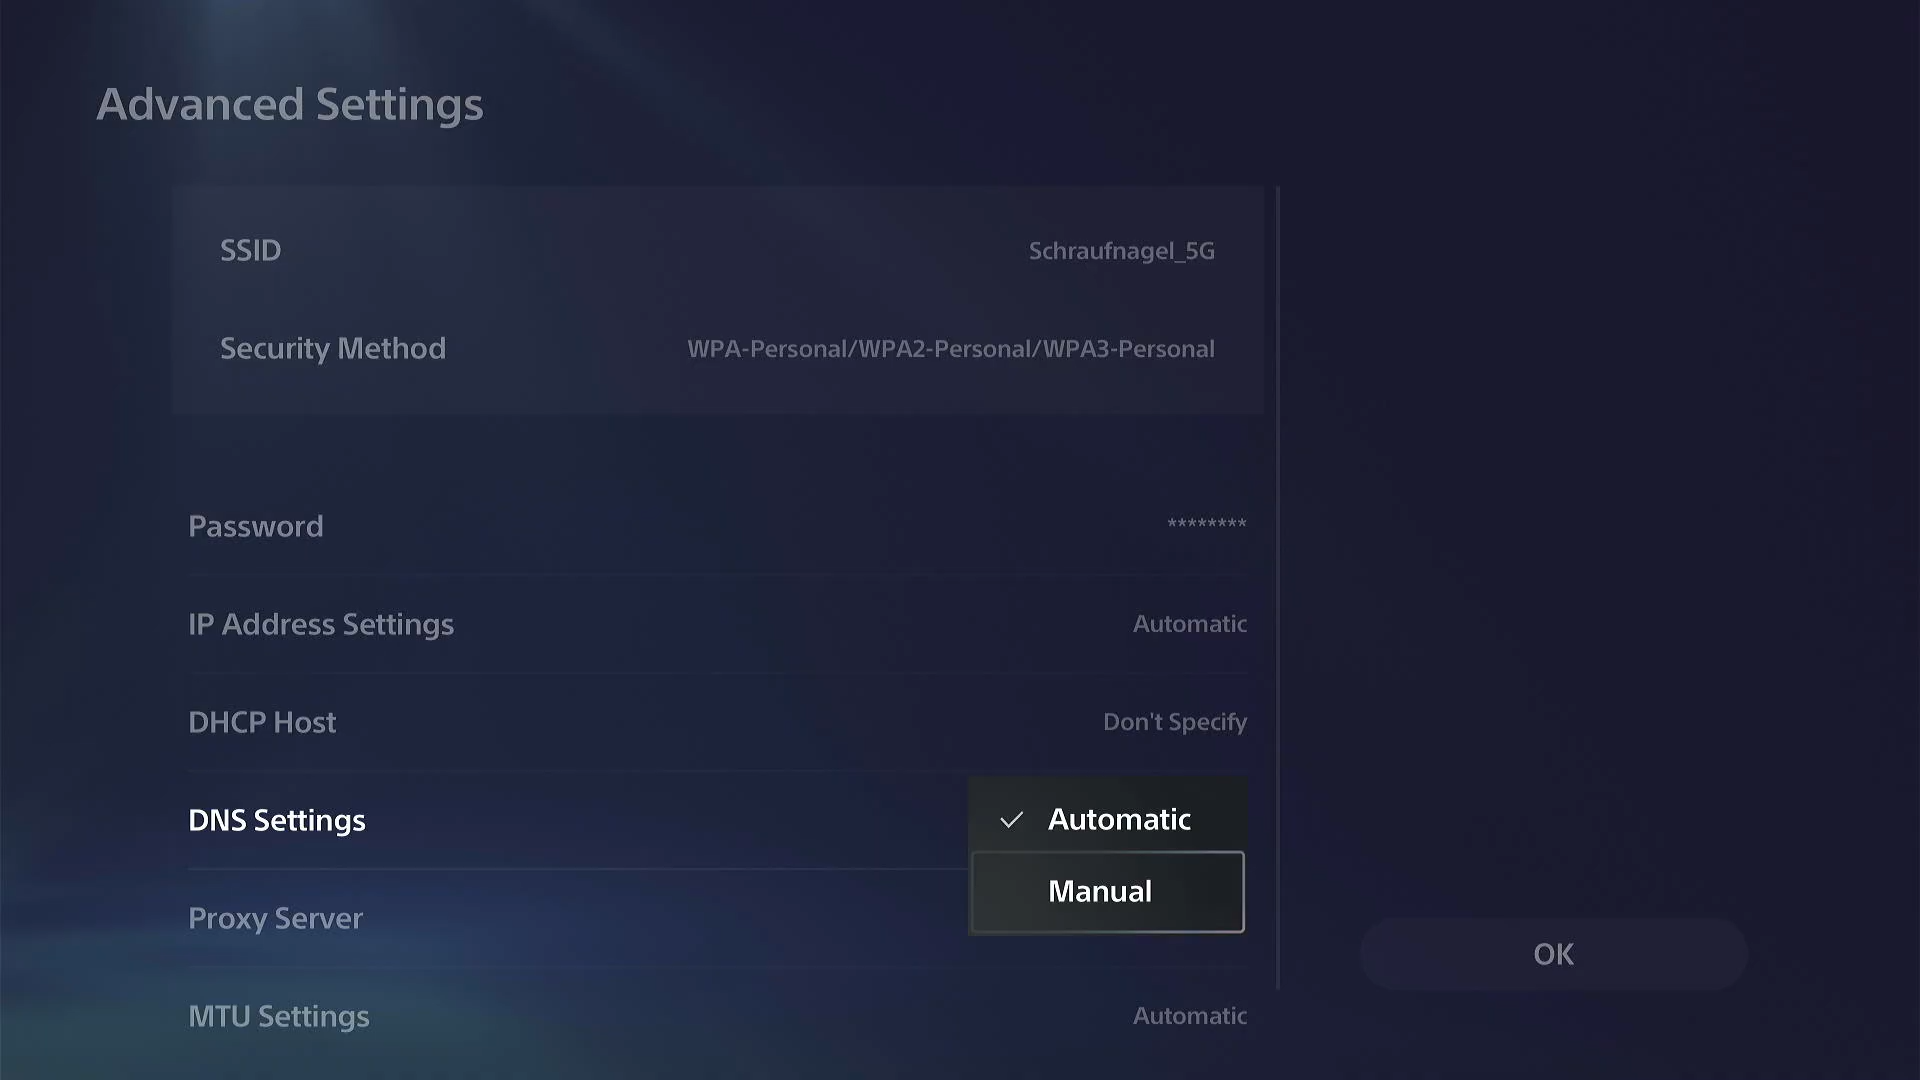 Advanced Settings
SSID Schraufnagel_5G
Security Method WPA-Personal/WPA2-Personal/WPA3-Personal
Password ********
IP Address Settings Automatic
DHCP Host Don't Specify
DNS Settings Automatic
Manual
Proxy Server
OK
MTU Settings Automatic